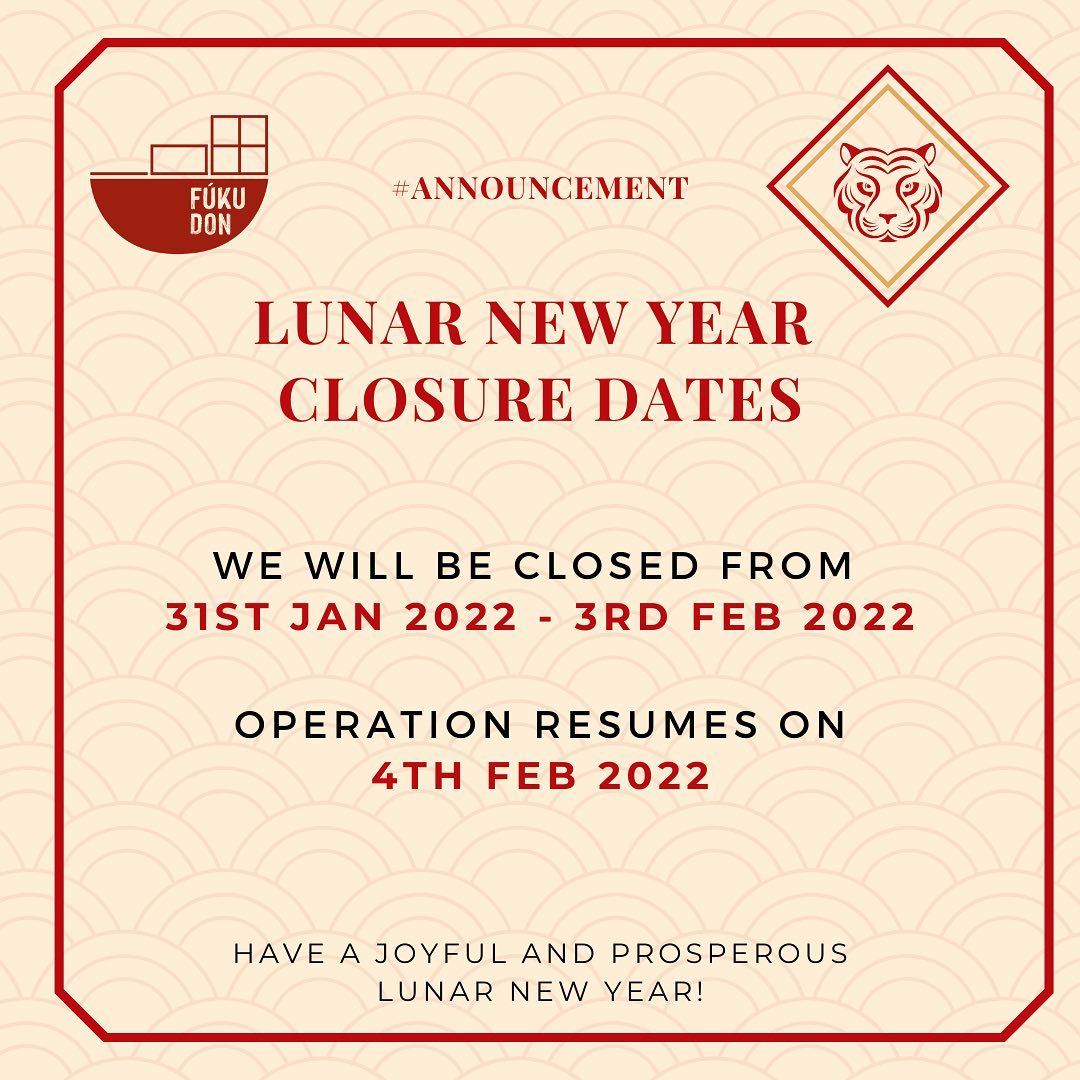 FÚKU
DON
#ANNOUNCEMENT
LUNAR NEW YEAR
CLOSURE DATES
WE WILL BE CLOSED FROM
31ST JAN 2022 - 3RD FEB 2022
OPERATION RESUMES ON
4TH FEB 2022
HAVE A JOYFUL AND PROSPEROUS
LUNAR NEW YEAR!